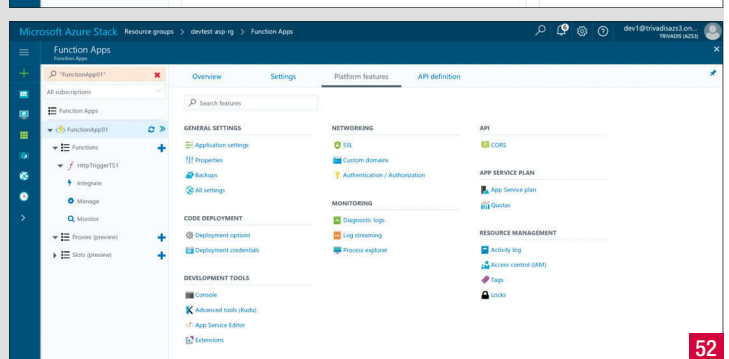 Microsoft Azure Stack Resource groups > devtest-asp-rg > Function Apps
dev1@trivadisazs3.on...
TRIVADIS (AZS3)
Function Apps
Function Apps
"FunctionApp01"
All subscriptions
Function Apps
FunctionApp01
Functions
HttpTriggerTS1
Integrate
Manage
Monitor
Proxies (preview)
Slots (preview)
Overview Settings Platform features API definition
Search features
GENERAL SETTINGS
Application settings
Properties
Backups
All settings
CODE DEPLOYMENT
Deployment options
Deployment credentials
DEVELOPMENT TOOLS
Console
Advanced tools (Kudu)
App Service Editor
Extensions
NETWORKING
SSL
Custom domains
Authentication / Authorization
MONITORING
Diagnostic logs
Log streaming
Process explorer
API
CORS
APP SERVICE PLAN
App Service plan
Quotas
RESOURCE MANAGEMENT
Activity log
Access control (IAM)
Tags
Locks
52